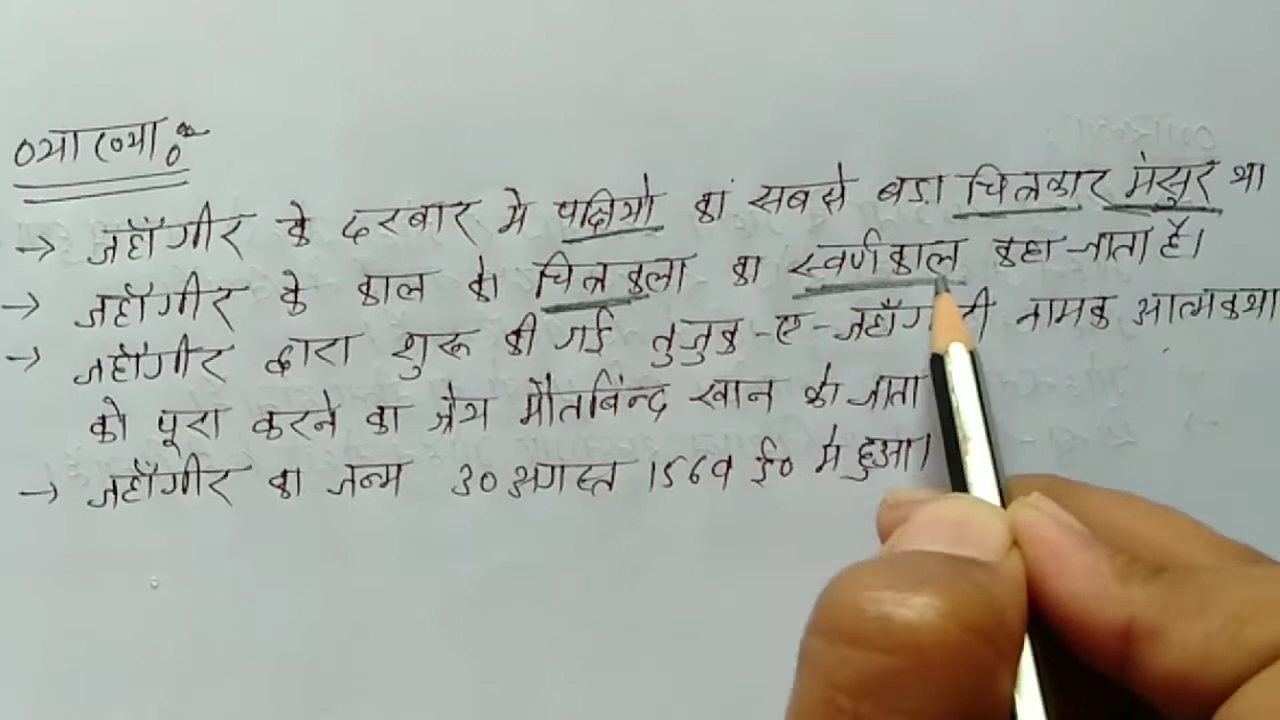 व्याख्या :-
→ जहाँगीर के दरबार मे पक्षियो का सबसे बडा चित्रकार मंसुर था
→ जहाँगीर के काल को चित्रकला का स्वर्णकाल कहा जाता है।
→ जहाँगीर द्वारा शुरू की गई तुजुक-ए- नामक आत्मकथा
को पूरा करने का श्रेय मौतबिन्द खान को जाता
→ जहाँगीर का जन्म 30 अगस्त 1569 ई० मे हुआ।